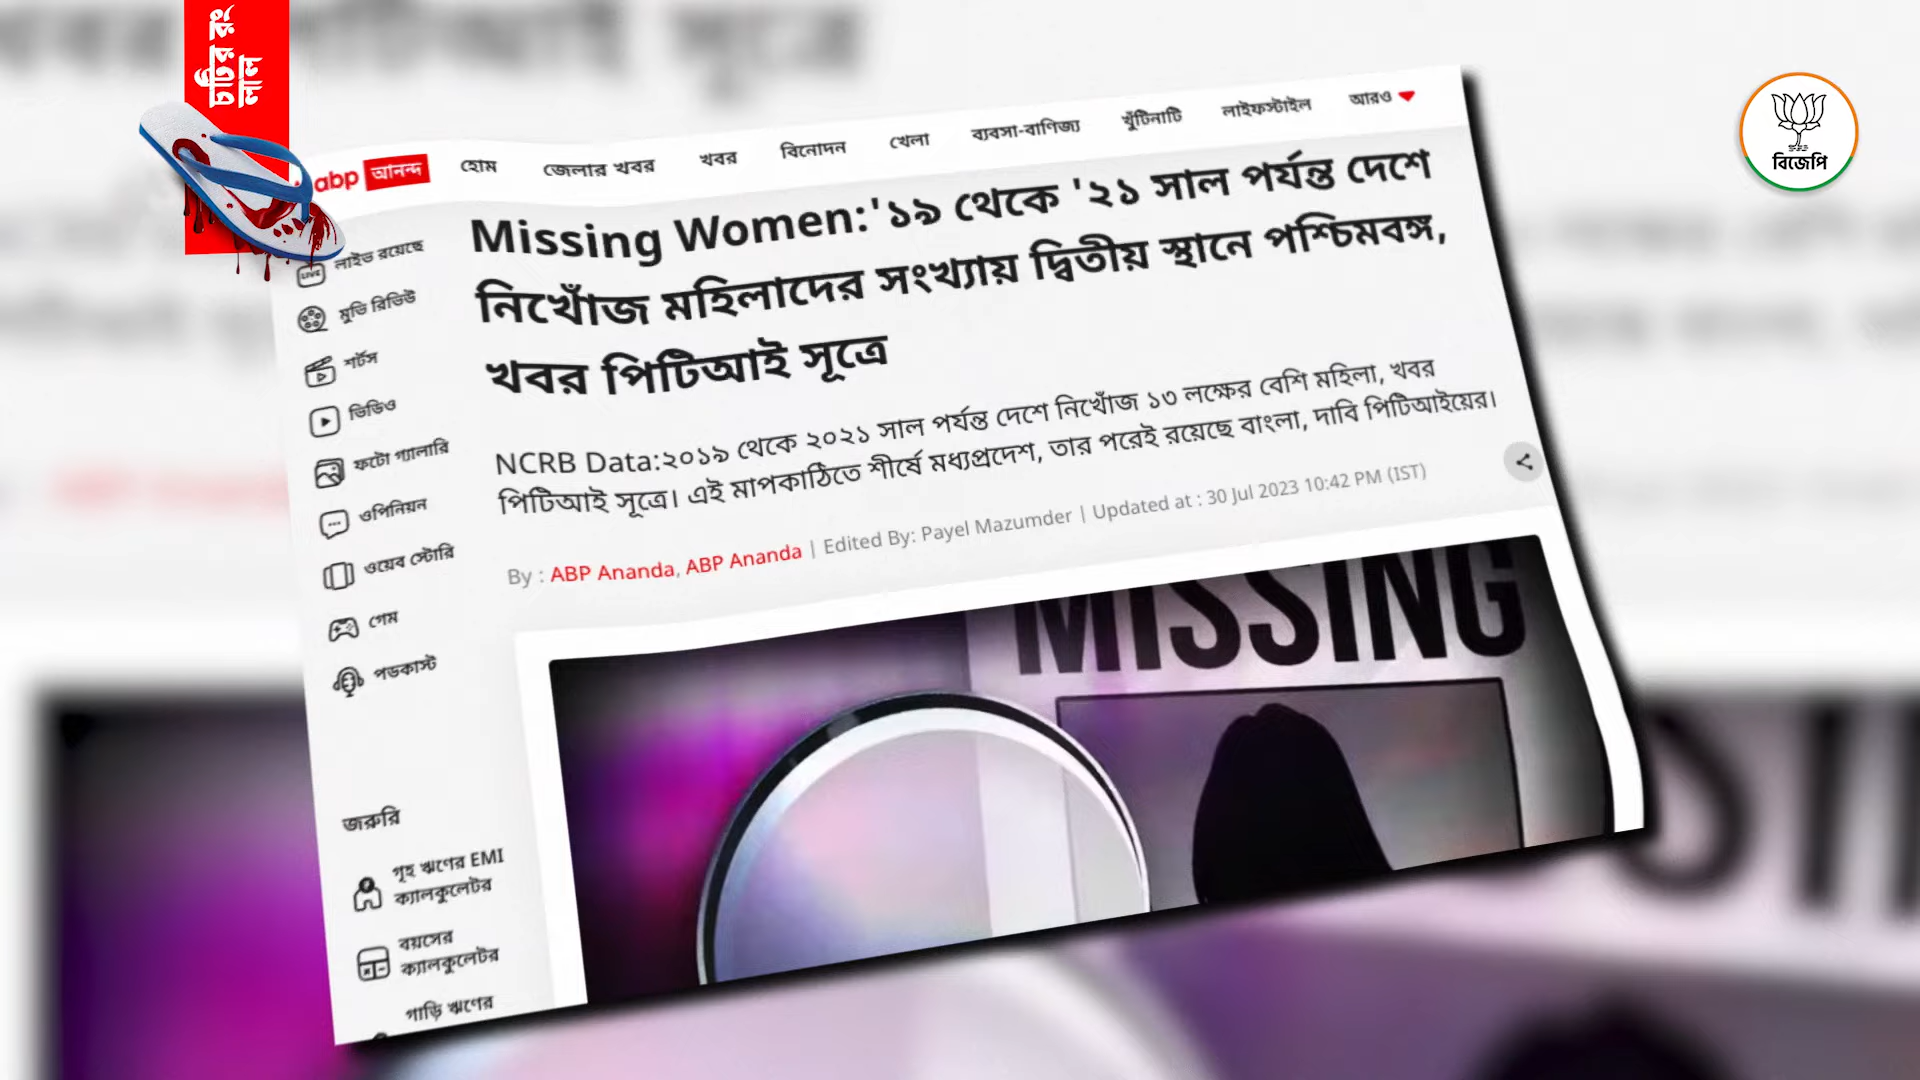 চটির রং
লাল
বিজেপি
abp আনন্দ
হোম
জেলার খবর
খবর
বিনোদন
খেলা
ব্যবসা-বাণিজ্য
খুঁটিনাটি
লাইফস্টাইল
আরও
Missing Women:'১৯ থেকে '২১ সাল পর্যন্ত দেশে
নিখোঁজ মহিলাদের সংখ্যায় দ্বিতীয় স্থানে পশ্চিমবঙ্গ,
খবর পিটিআই সূত্রে
NCRB Data:২০১৯ থেকে ২০২১ সাল পর্যন্ত দেশে নিখোঁজ ১৩ লক্ষের বেশি মহিলা, খবর
পিটিআই সূত্রে। এই মাপকাঠিতে শীর্ষে মধ্যপ্রদেশ, তার পরেই রয়েছে বাংলা, দাবি পিটিআইয়ের।
By : ABP Ananda, ABP Ananda | Edited By: Payel Mazumder | Updated at : 30 Jul 2023 10:42 PM (IST)
LIVE লাইভ রয়েছে
মুভি রিভিউ
শর্টস
ভিডিও
ফটো গ্যালারি
ওপিনিয়ন
ওয়েব স্টোরি
গেম
পডকাস্ট
জরুরি
গৃহ ঋণের EMI
ক্যালকুলেটর
বয়সের
ক্যালকুলেটর
গাড়ি ঋণের
MISSING